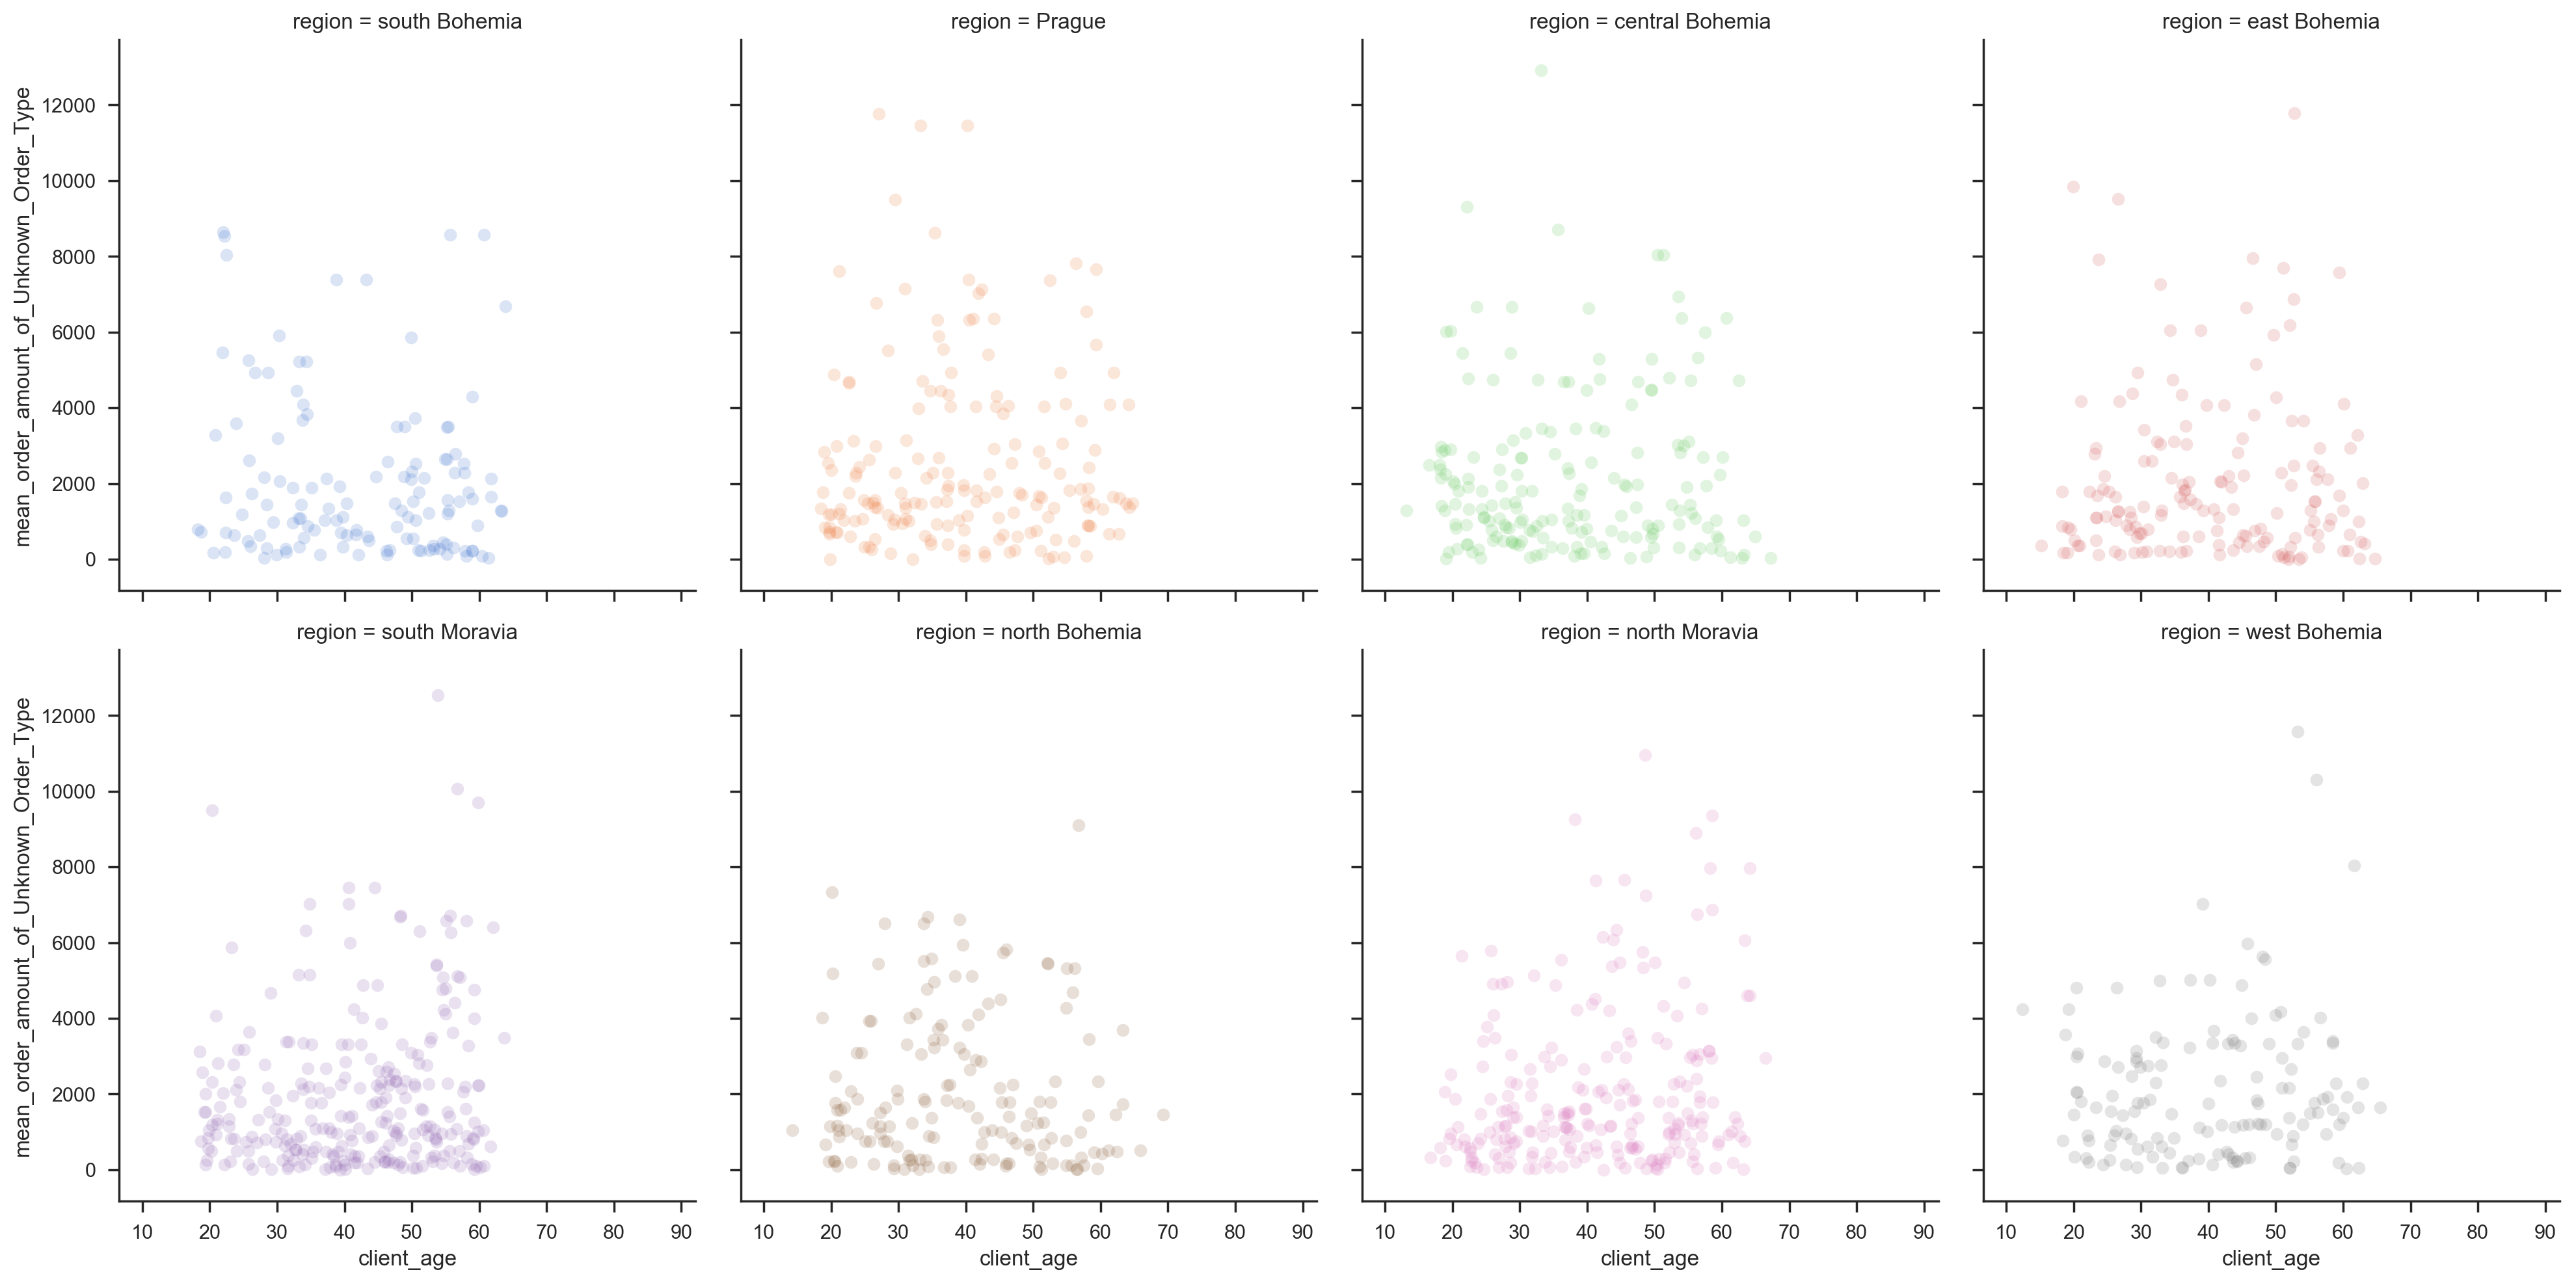 region = south Bohemia
region = Prague
region = central Bohemia
region = east Bohemia
mean_order_amount_of_Unknown_Order_Type
12000
10000
8000
6000
4000
2000
0
region = south Moravia
region = north Bohemia
region = north Moravia
region = west Bohemia
mean_order_amount_of_Unknown_Order_Type
12000
10000
8000
6000
4000
2000
0
10 20 30 40 50 60 70 80 90
10 20 30 40 50 60 70 80 90
10 20 30 40 50 60 70 80 90
10 20 30 40 50 60 70 80 90
client_age
client_age
client_age
client_age